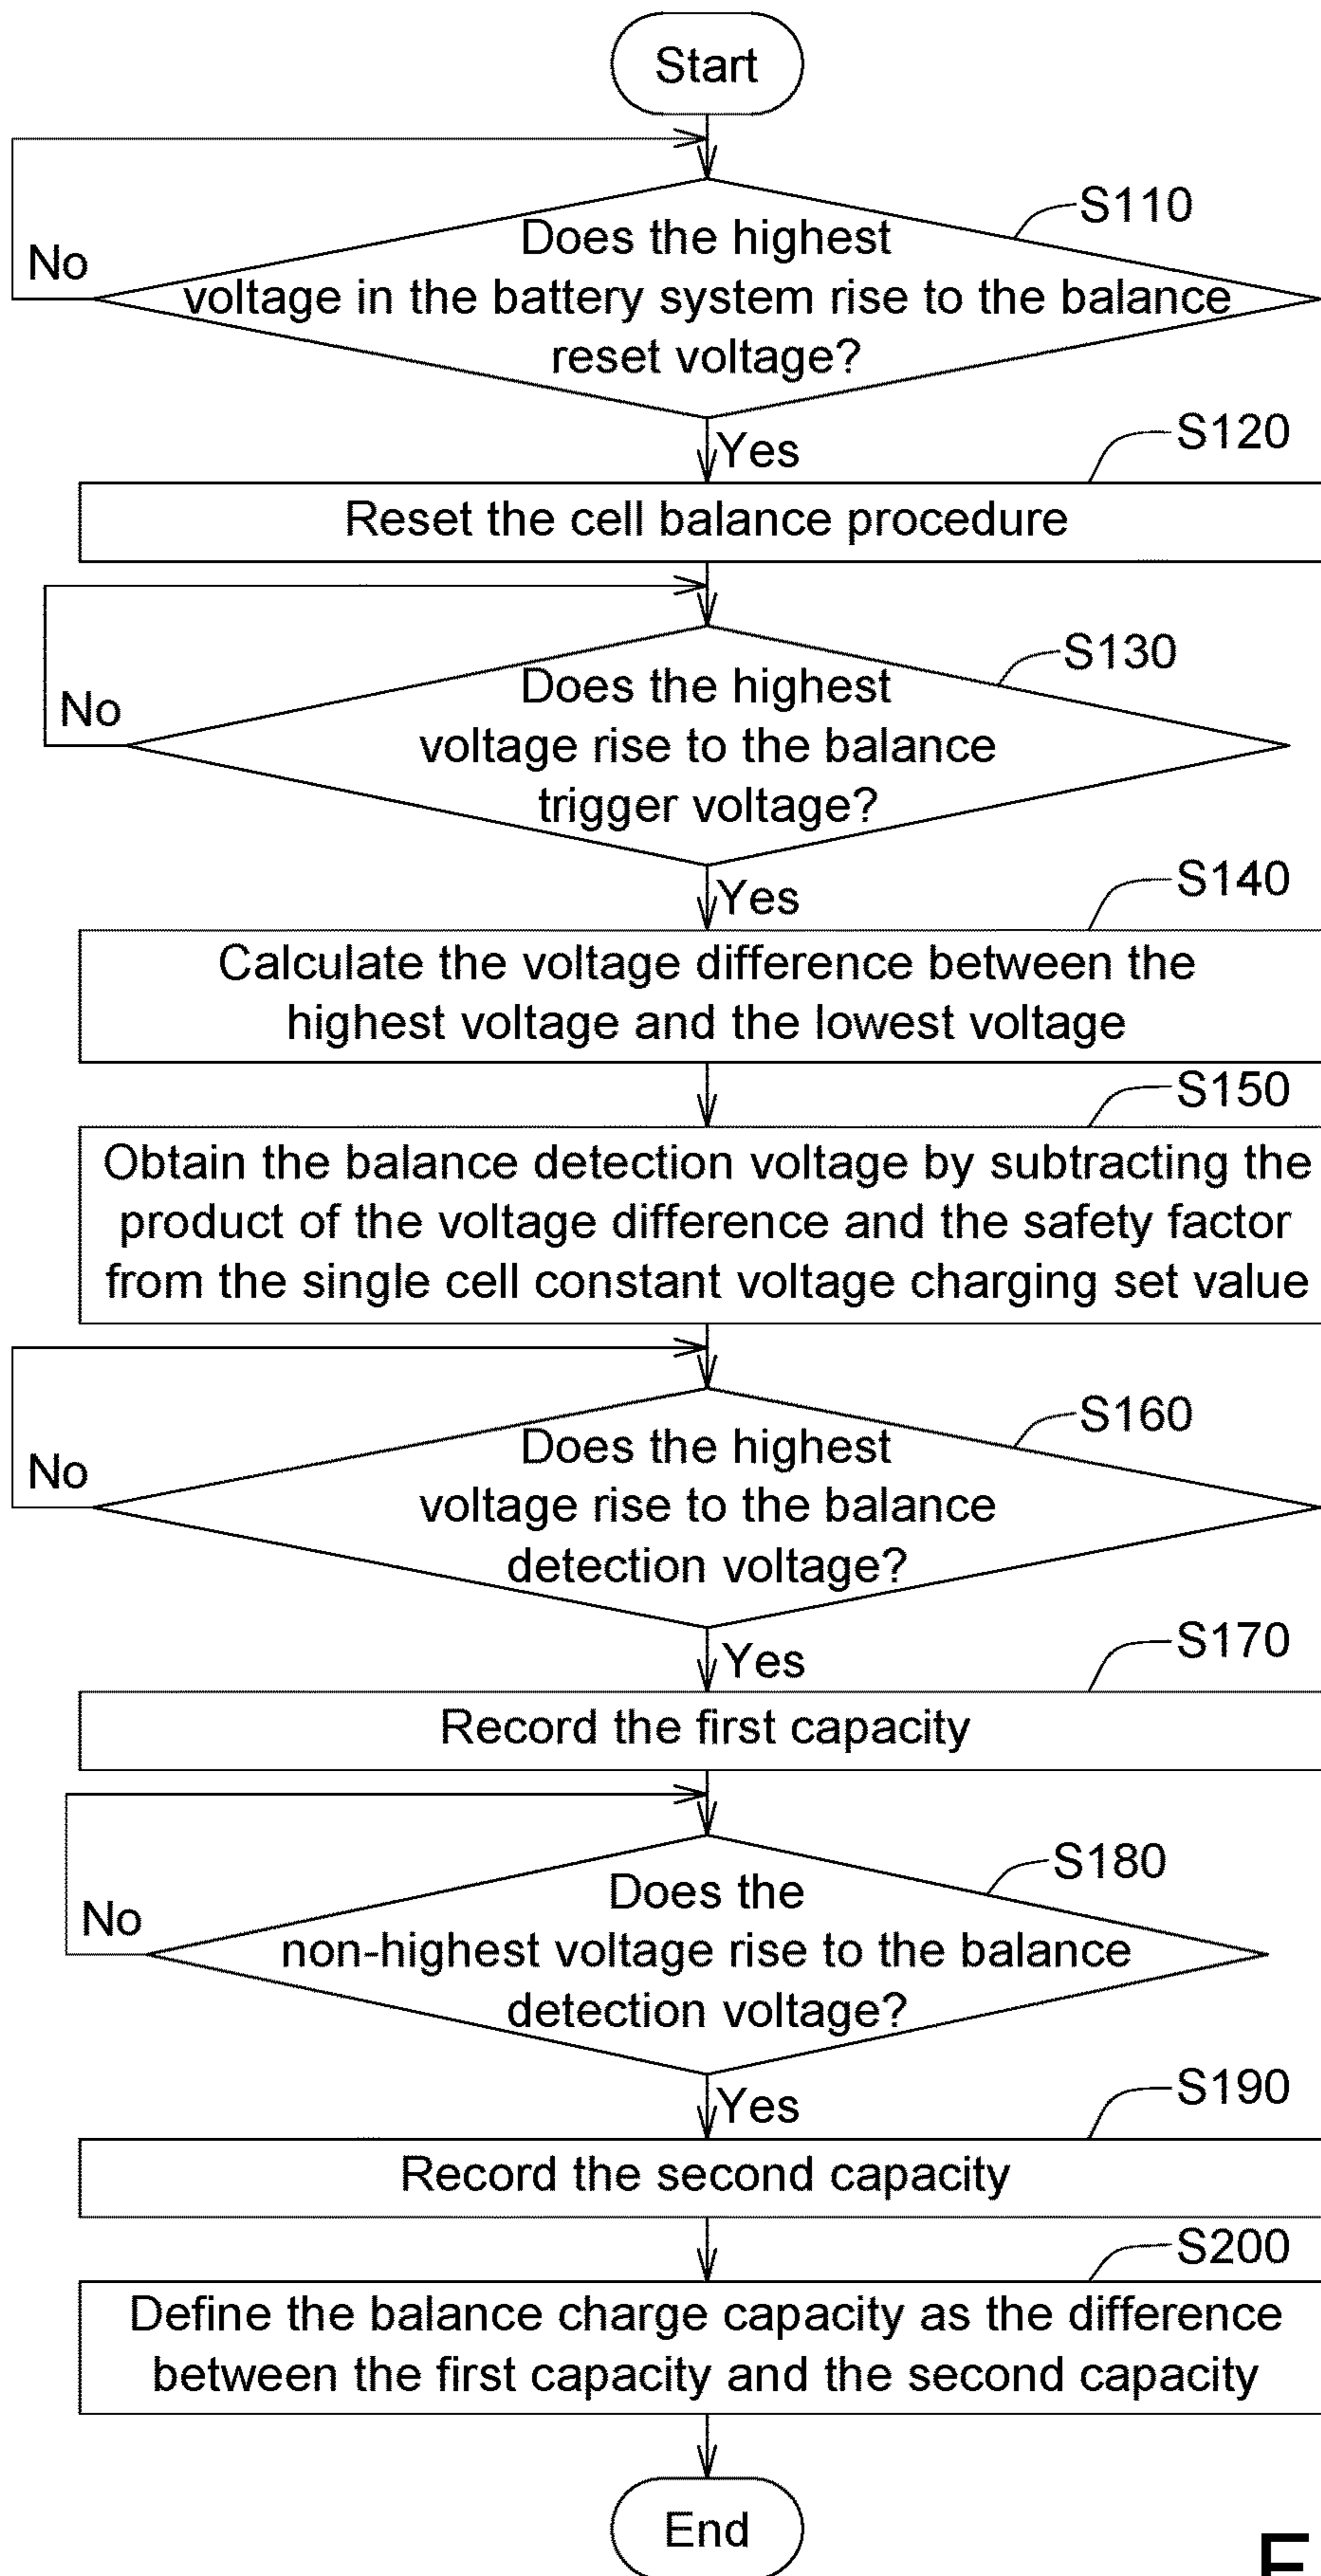 Start
S110
Does the highest
No
voltage in the battery system rise to the balance
reset voltage?
Yes
S120
Reset the cell balance procedure
S130
Does the highest
No
voltage rise to the balance
trigger voltage?
Yes
S140
Calculate the voltage difference between the
highest voltage and the lowest voltage
S150
Obtain the balance detection voltage by subtracting the
product of the voltage difference and the safety factor
from the single cell constant voltage charging set value
S160
Does the highest
No
voltage rise to the balance
detection voltage?
Yes
S170
Record the first capacity
S180
Does the
No
non-highest voltage rise to the balance
detection voltage?
Yes
S190
Record the second capacity
S200
Define the balance charge capacity as the difference
between the first capacity and the second capacity
End